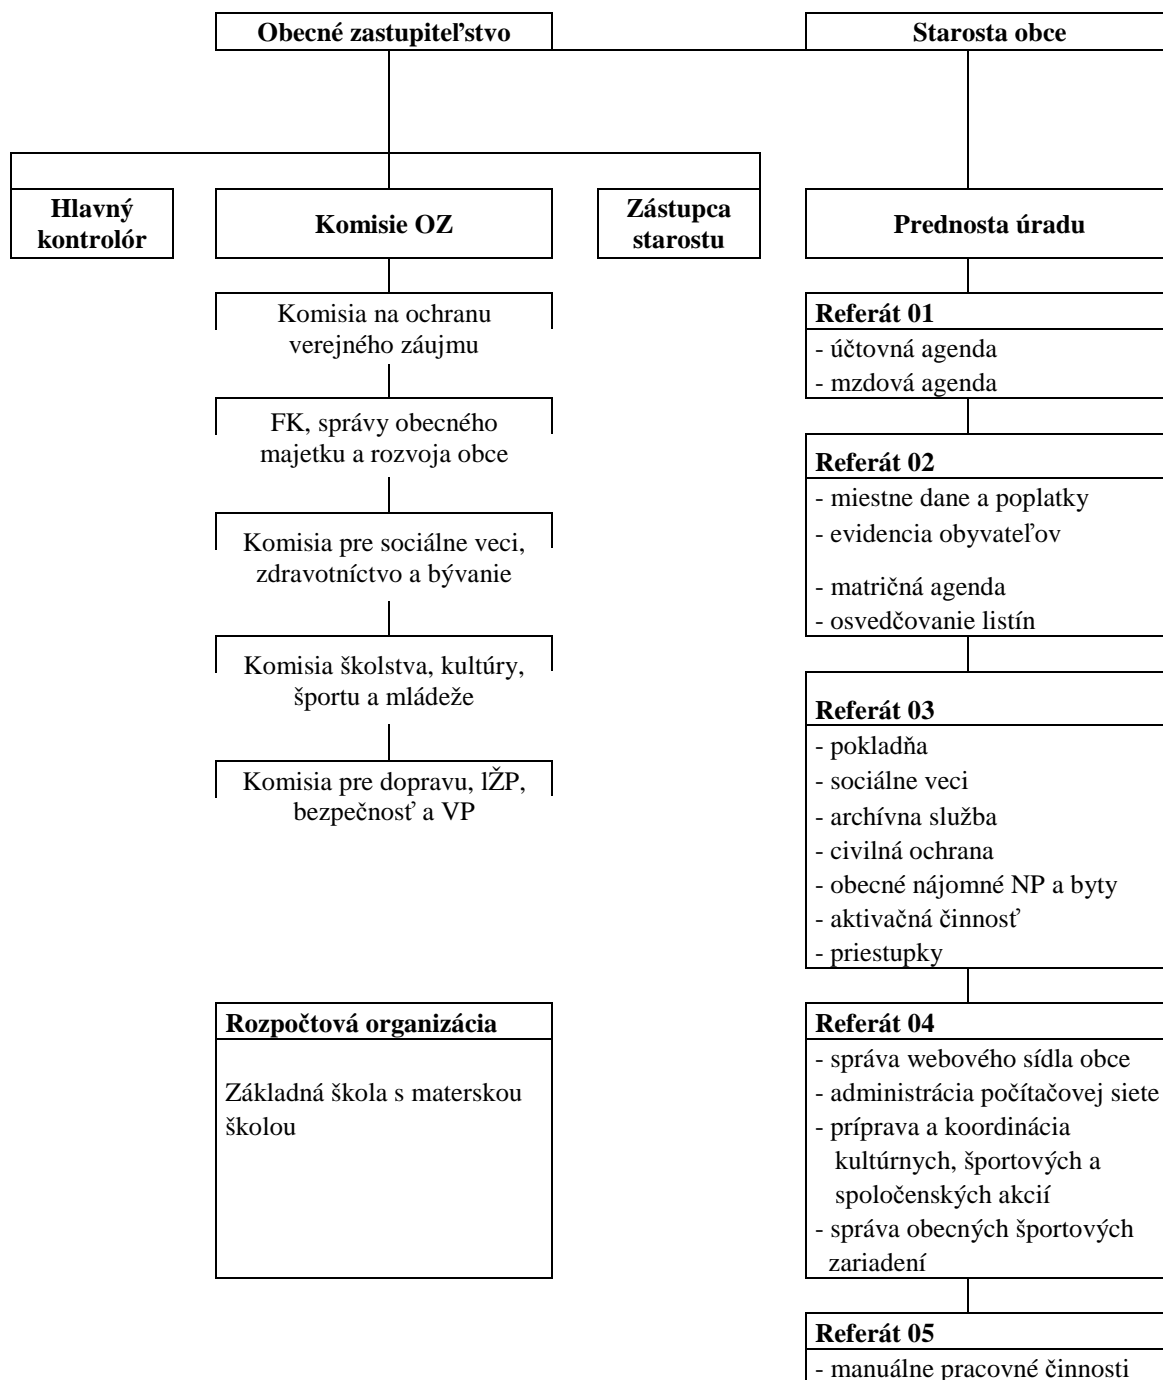 Obecné zastupiteľstvo
Starosta obce
Hlavný
kontrolór
Komisie OZ
Zástupca
starostu
Prednosta úradu
Komisia na ochranu
verejného záujmu
FK, správy obecného
majetku a rozvoja obce
Komisia pre sociálne veci,
zdravotníctvo a bývanie
Komisia školstva, kultúry,
športu a mládeže
Komisia pre dopravu, lŽP,
bezpečnosť a VP
Rozpočtová organizácia
Základná škola s materskou
školou
Referát 01
- účtovná agenda
- mzdová agenda
Referát 02
- miestne dane a poplatky
- evidencia obyvateľov
- matričná agenda
- osvedčovanie listín
Referát 03
- pokladňa
- sociálne veci
- archívna služba
- civilná ochrana
- obecné nájomné NP a byty
- aktivačná činnosť
- priestupky
Referát 04
- správa webového sídla obce
- administrácia počítačovej siete
- príprava a koordinácia
kultúrnych, športových a
spoločenských akcií
- správa obecných športových
zariadení
Referát 05
- manuálne pracovné činnosti